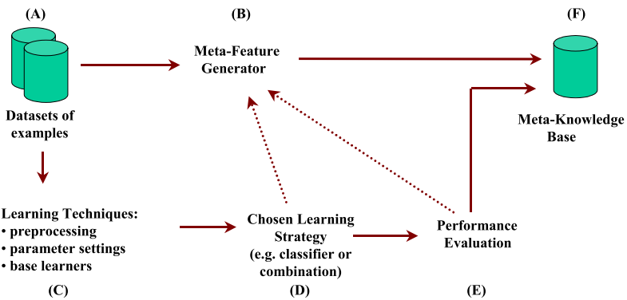 (A)
(B)
(F)
Meta-Feature
Generator
Datasets of
examples
Meta-Knowledge
Base
Learning Techniques:
• preprocessing
• parameter settings
• base learners
Chosen Learning
Strategy
(e.g. classifier or
combination)
Performance
Evaluation
(C)
(D)
(E)